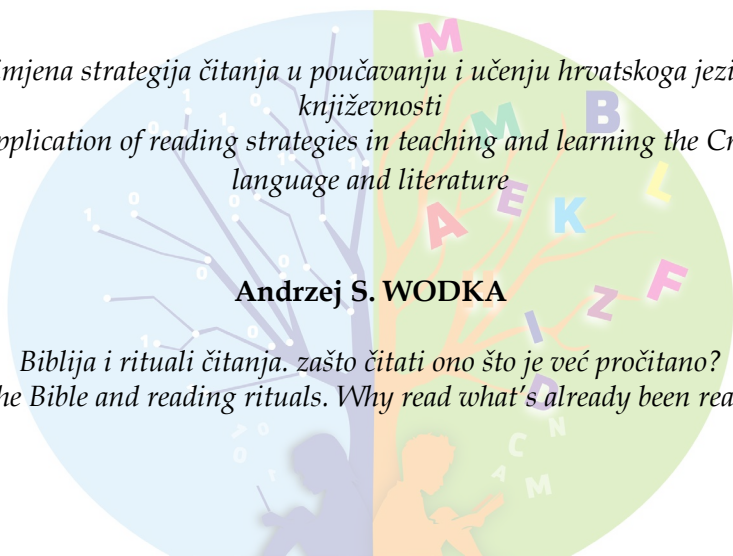 imjena strategija čitanja u poučavanju i učenju hrvatskoga jezi
književnosti
pplication of reading strategies in teaching and learning the Cr
language and literature
Andrzej S. WODKA
Biblija i rituali čitanja. zašto čitati ono što je već pročitano?
he Bible and reading rituals. Why read what's already been rea